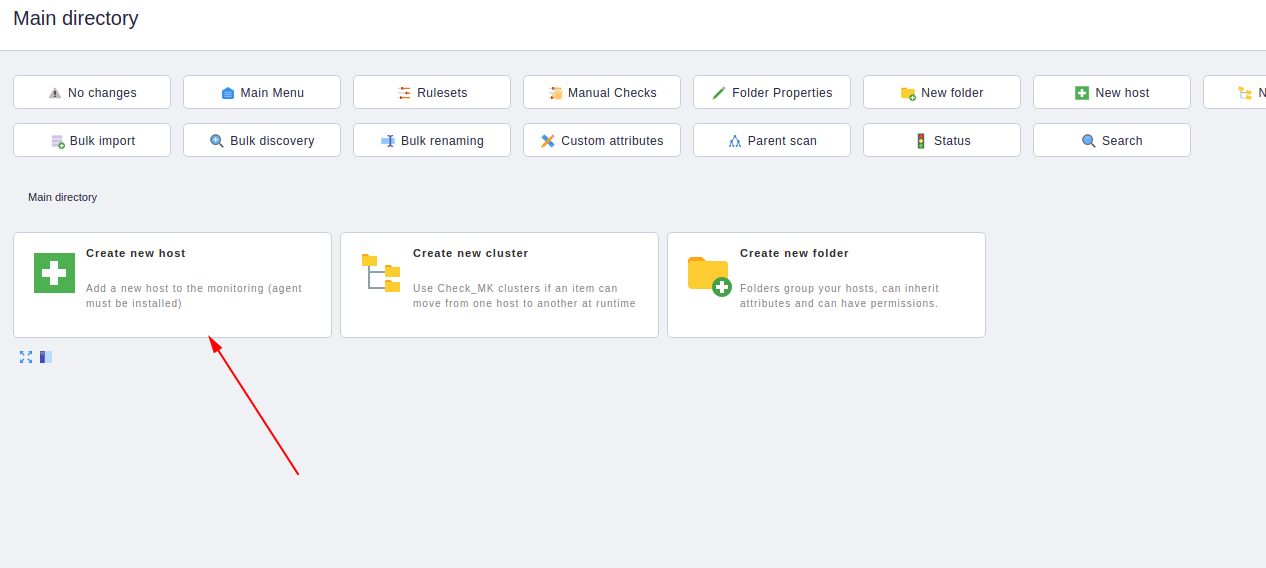 Main directory
No changes
Main Menu
Rulesets
Manual Checks
Folder Properties
New folder
New host
Bulk import
Bulk discovery
Bulk renaming
Custom attributes
Parent scan
Status
Search
Main directory
Create new host
Add a new host to the monitoring (agent
must be installed)
Create new cluster
Use Check_MK clusters if an item can
move from one host to another at runtime
Create new folder
Folders group your hosts, can inherit
attributes and can have permissions.